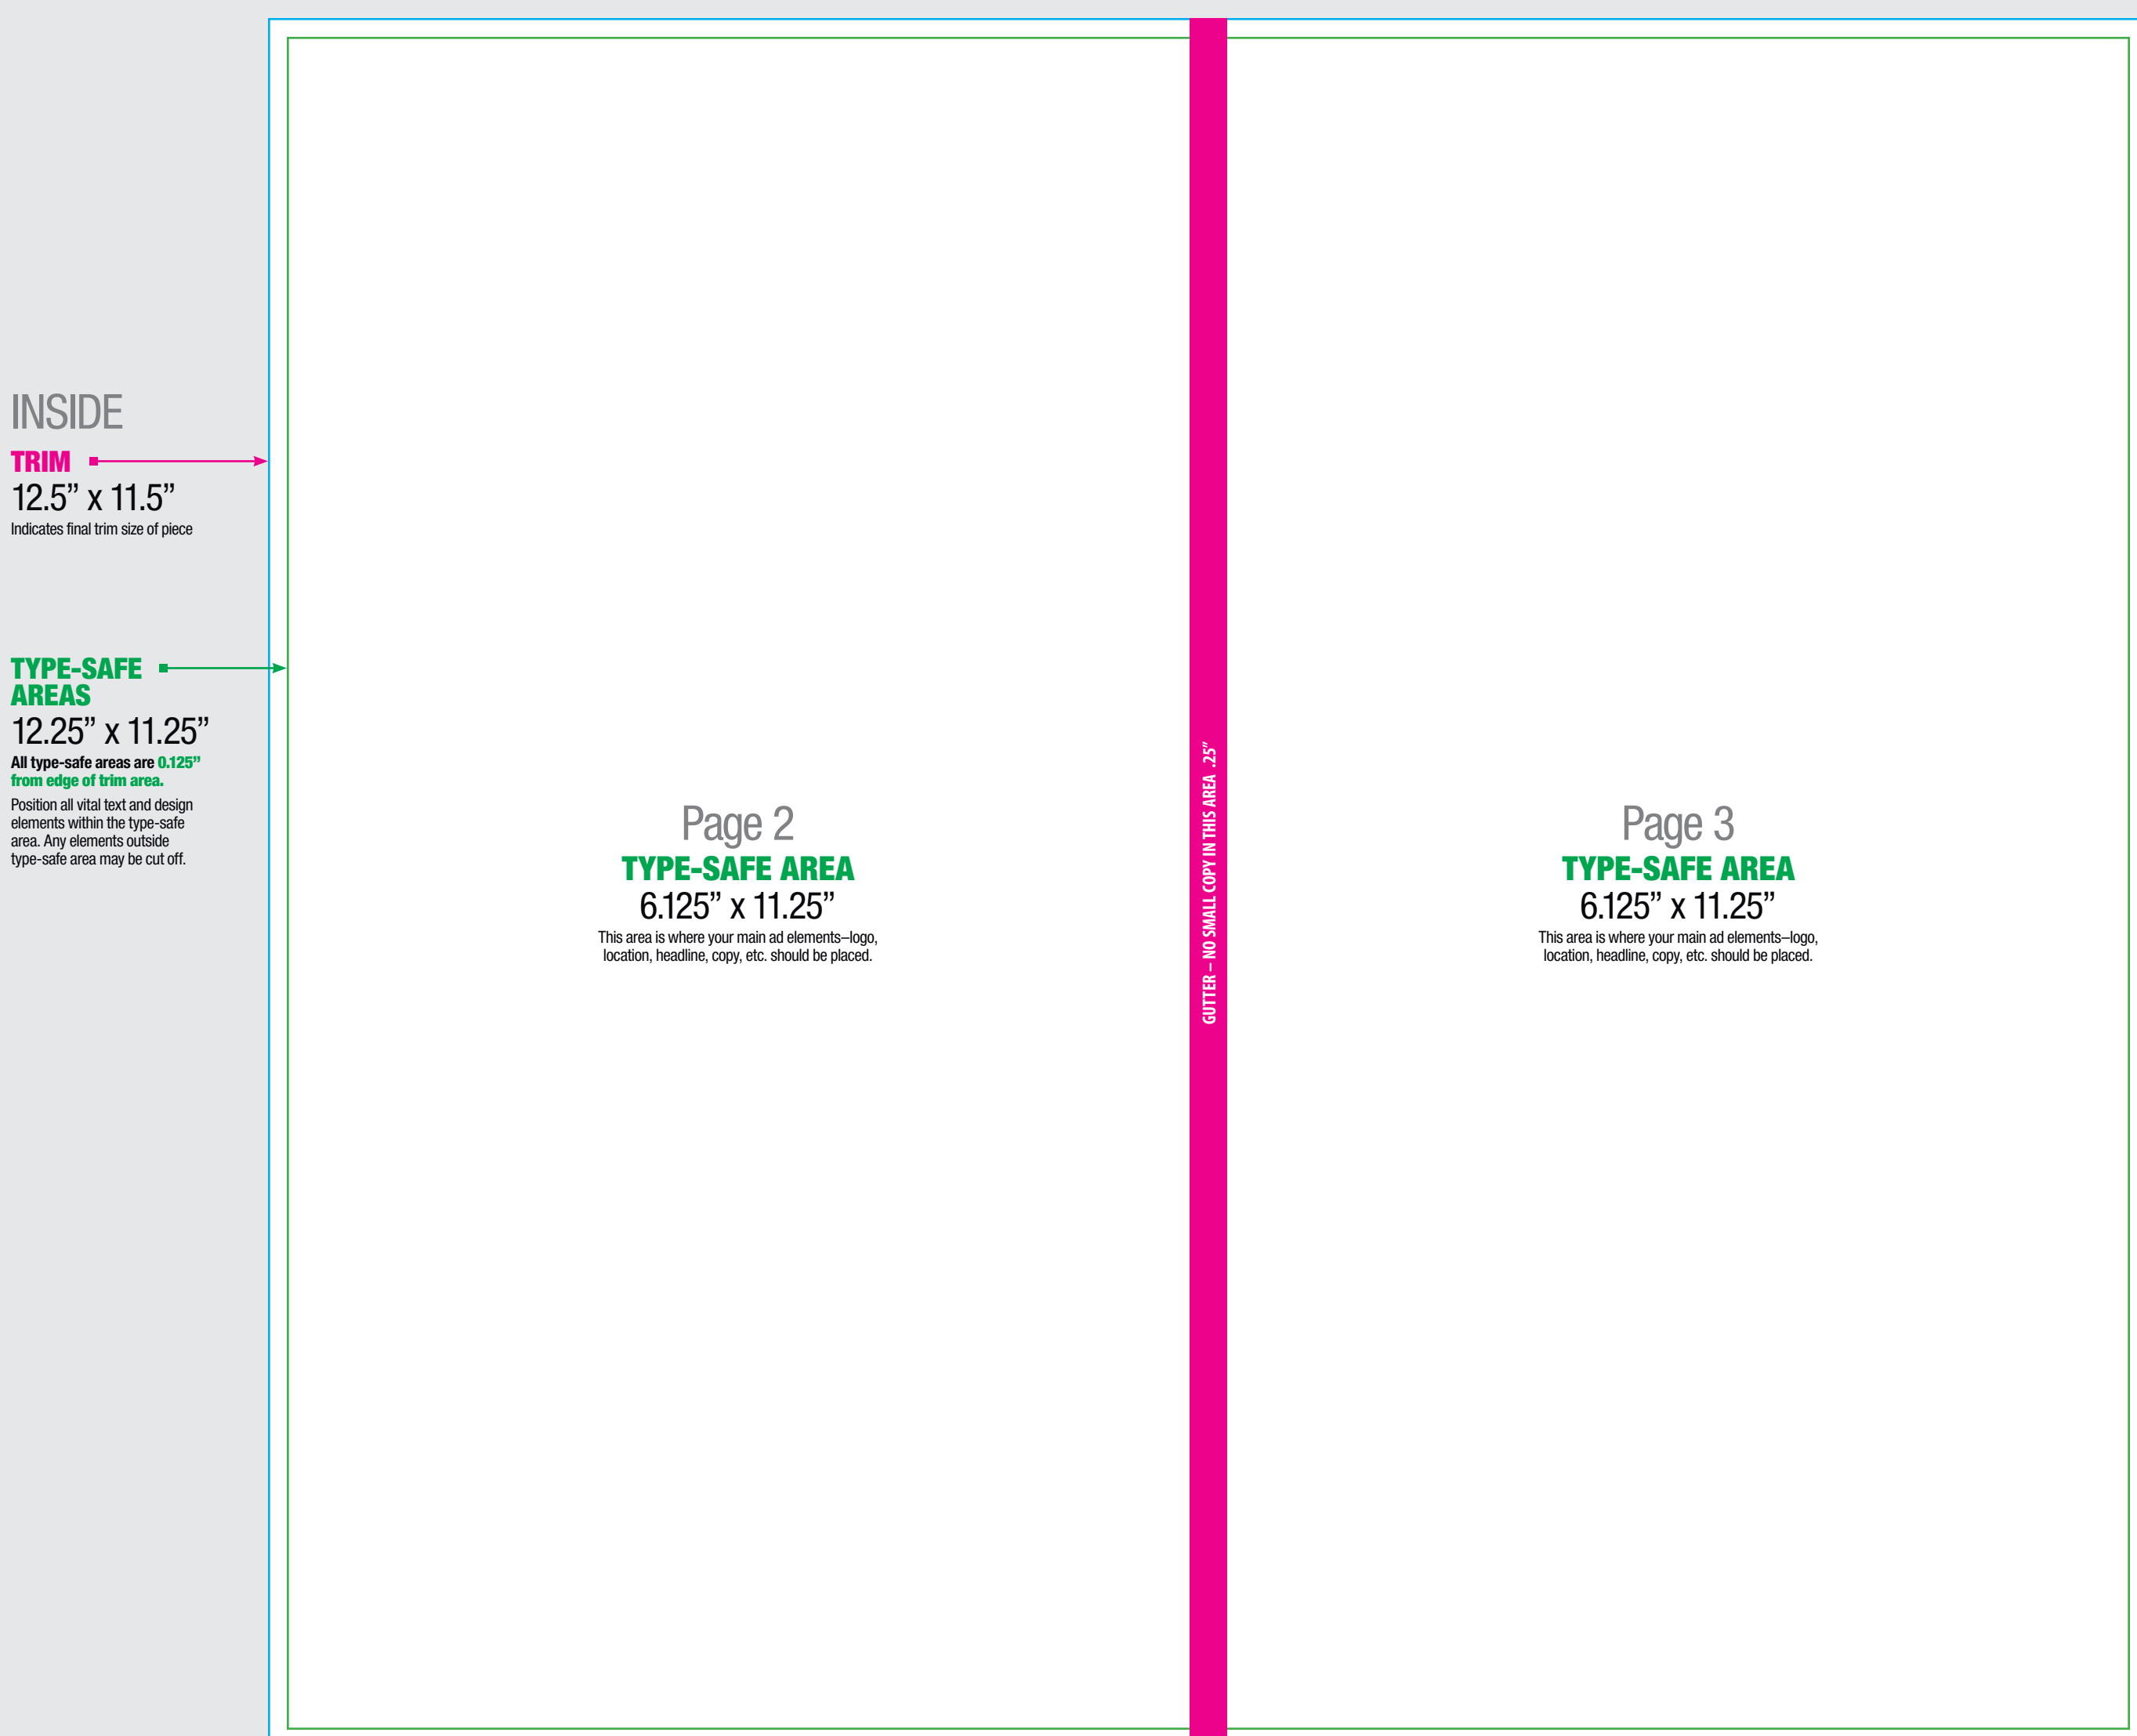 INSIDE
TRIM
12.5” x 11.5”
Indicates final trim size of piece
TYPE-SAFE
AREAS
12.25” x 11.25”
All type-safe areas are 0.125”
from edge of trim area.
Position all vital text and design
elements within the type-safe
area. Any elements outside
type-safe area may be cut off.
Page 2
TYPE-SAFE AREA
6.125” x 11.25”
This area is where your main ad elements–logo,
location, headline, copy, etc. should be placed.
GUTTER – NO SMALL COPY IN THIS AREA .25”
Page 3
TYPE-SAFE AREA
6.125” x 11.25”
This area is where your main ad elements–logo,
location, headline, copy, etc. should be placed.